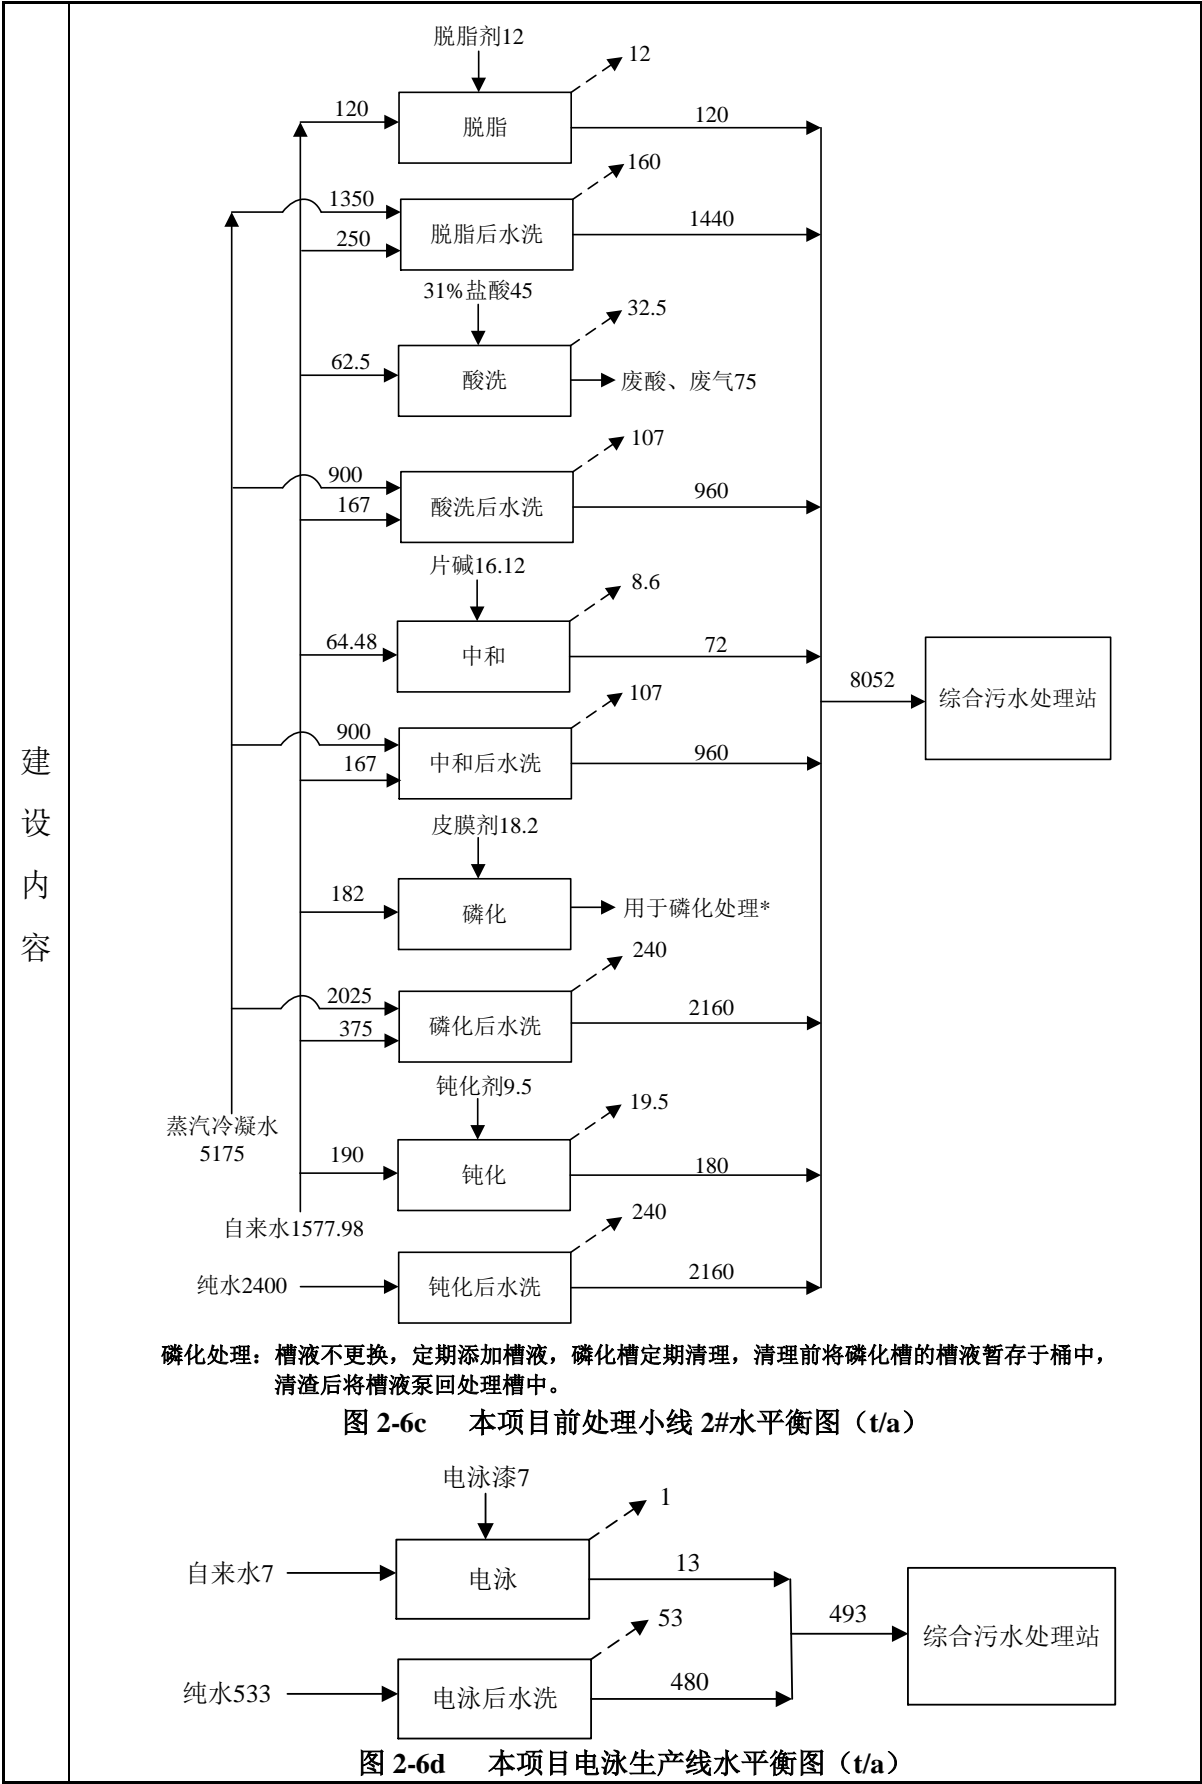 脱脂剂12
12
120
脱脂
120
160
1350
250
脱脂后水洗
1440
31%盐酸45
32.5
62.5
酸洗
废酸、废气75
107
900
167
酸洗后水洗
960
片碱16.12
8.6
64.48
中和
72
8052
综合污水处理站
107
900
167
中和后水洗
960
皮膜剂18.2
182
磷化
用于磷化处理*
240
2025
375
磷化后水洗
2160
钝化剂9.5
19.5
蒸汽冷凝水
5175
190
钝化
180
240
自来水1577.98
纯水2400
钝化后水洗
2160
建
设
内
容
磷化处理：槽液不更换，定期添加槽液，磷化槽定期清理，清理前将磷化槽的槽液暂存于桶中，
清渣后将槽液泵回处理槽中。
图 2-6c 本项目前处理小线 2#水平衡图（t/a）
电泳漆7
1
自来水7
电泳
13
493
综合污水处理站
53
纯水533
电泳后水洗
480
图 2-6d 本项目电泳生产线水平衡图（t/a）